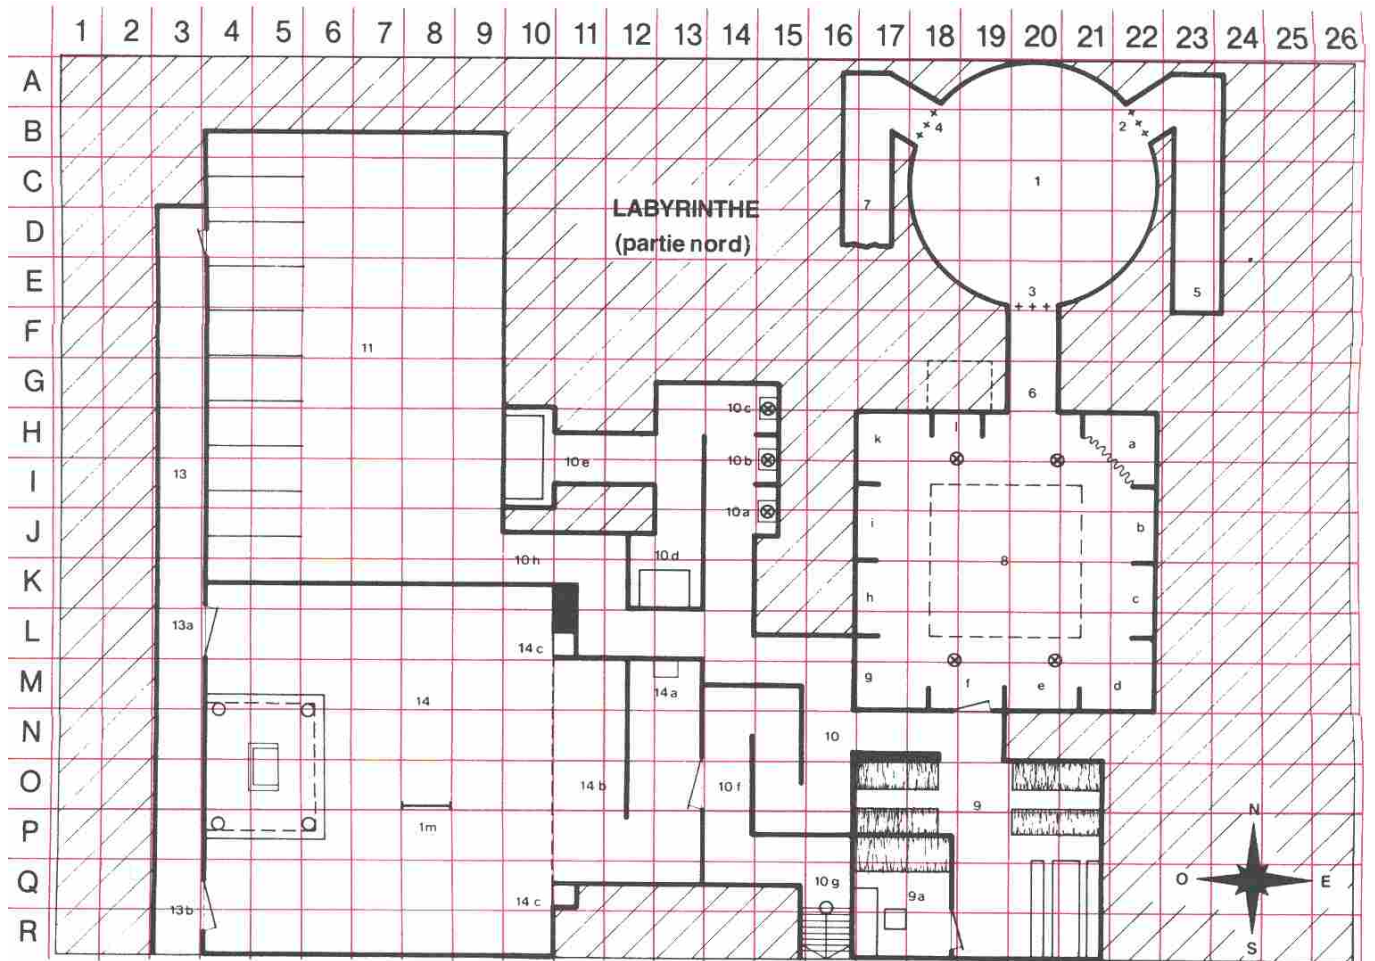 1 2 3 4 5 6 7 8 9 10 11 12 13 14 15 16 17 18 19 20 21 22 23 24 25 26
A
B 4 2
C 1
LABYRINTHE 7
D (partie nord)
E 3 5
F 11
G 10c 6
H k l a
10e 10b
I 13
10a i b
J 10h 10d 8
K h c
L 13a 14c
M 14a g f e d
14
N 10 N
O 14b 10f 9
P 1m
Q 10g O E
9a
13b 14c
R S